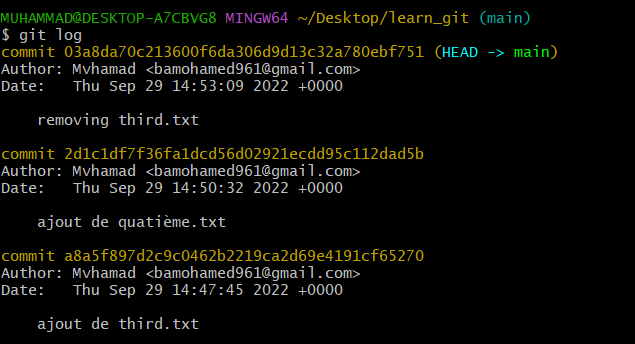 MUHAMMAD@DESKTOP-A7CBVG8 MINGW64 ~/Desktop/learn_git (main)
$ git log
commit 03a8da70c213600f6da306d9d13c32a780ebf751 (HEAD -> main)
Author: Mvhamad <bamohamed961@gmail.com>
Date:   Thu Sep 29 14:53:09 2022 +0000
    removing third.txt
commit 2d1c1df7f36fa1dcd56d02921ecdd95c112dad5b
Author: Mvhamad <bamohamed961@gmail.com>
Date:   Thu Sep 29 14:50:32 2022 +0000
    ajout de quatième.txt
commit a8a5f897d2c9c0462b2219ca2d69e4191cf65270
Author: Mvhamad <bamohamed961@gmail.com>
Date:   Thu Sep 29 14:47:45 2022 +0000
    ajout de third.txt